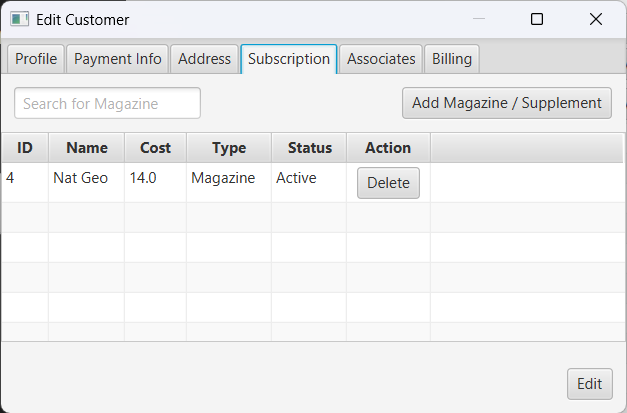 Edit Customer
Profile Payment Info Address Subscription Associates Billing
Search for Magazine Add Magazine / Supplement
ID Name Cost Type Status Action
4 Nat Geo 14.0 Magazine Active Delete
Edit